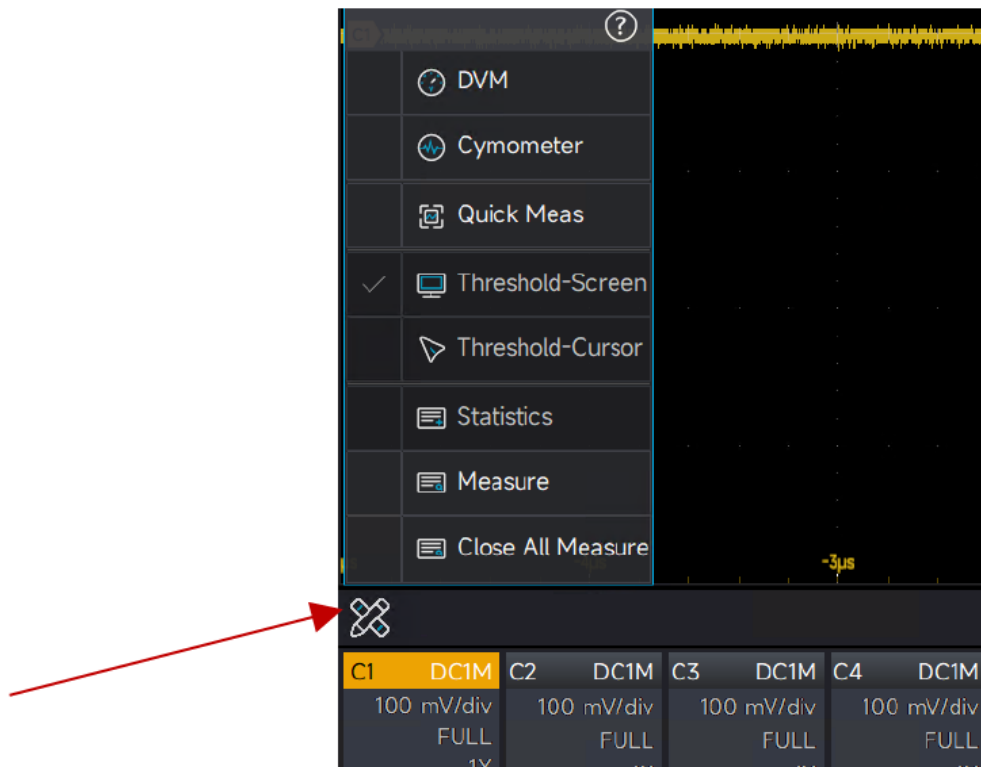 C1
?
DVM
Cymometer
Quick Meas
Threshold-Screen
Threshold-Cursor
Statistics
Measure
Close All Measure
-3µs
C1 DC1M C2 DC1M C3 DC1M C4 DC1M
100 mV/div 100 mV/div 100 mV/div 100 mV/div
FULL FULL FULL FULL
1X